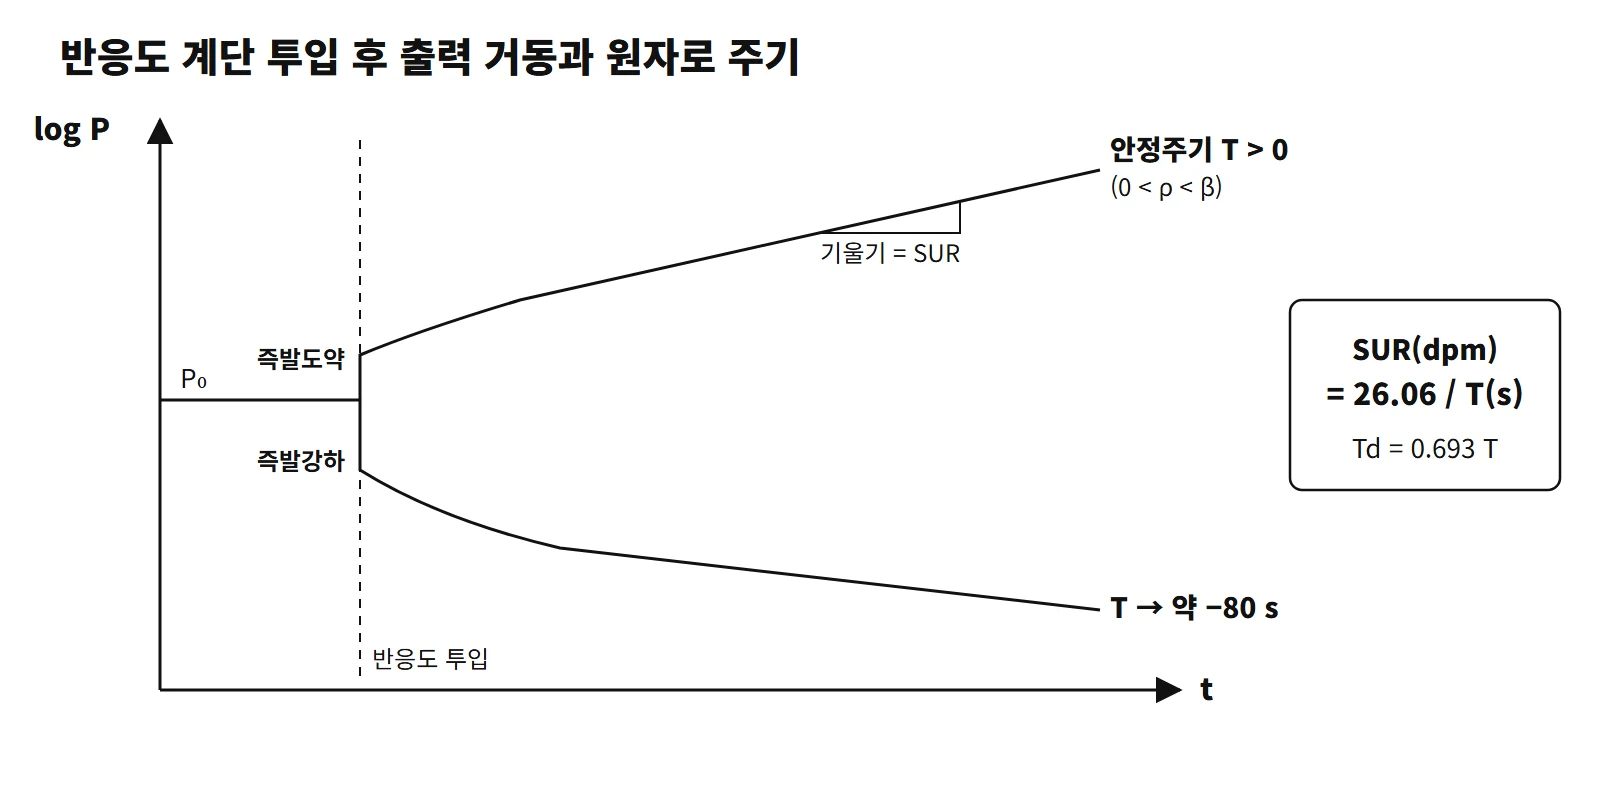 반응도 계단 투입 후 출력 거동과 원자로 주기
log P
안정주기 T > 0
(0 < ρ < β)
기울기 = SUR
즉발도약
P₀
즉발강하
SUR(dpm)
= 26.06 / T(s)
Td = 0.693 T
T → 약 −80 s
반응도 투입
t